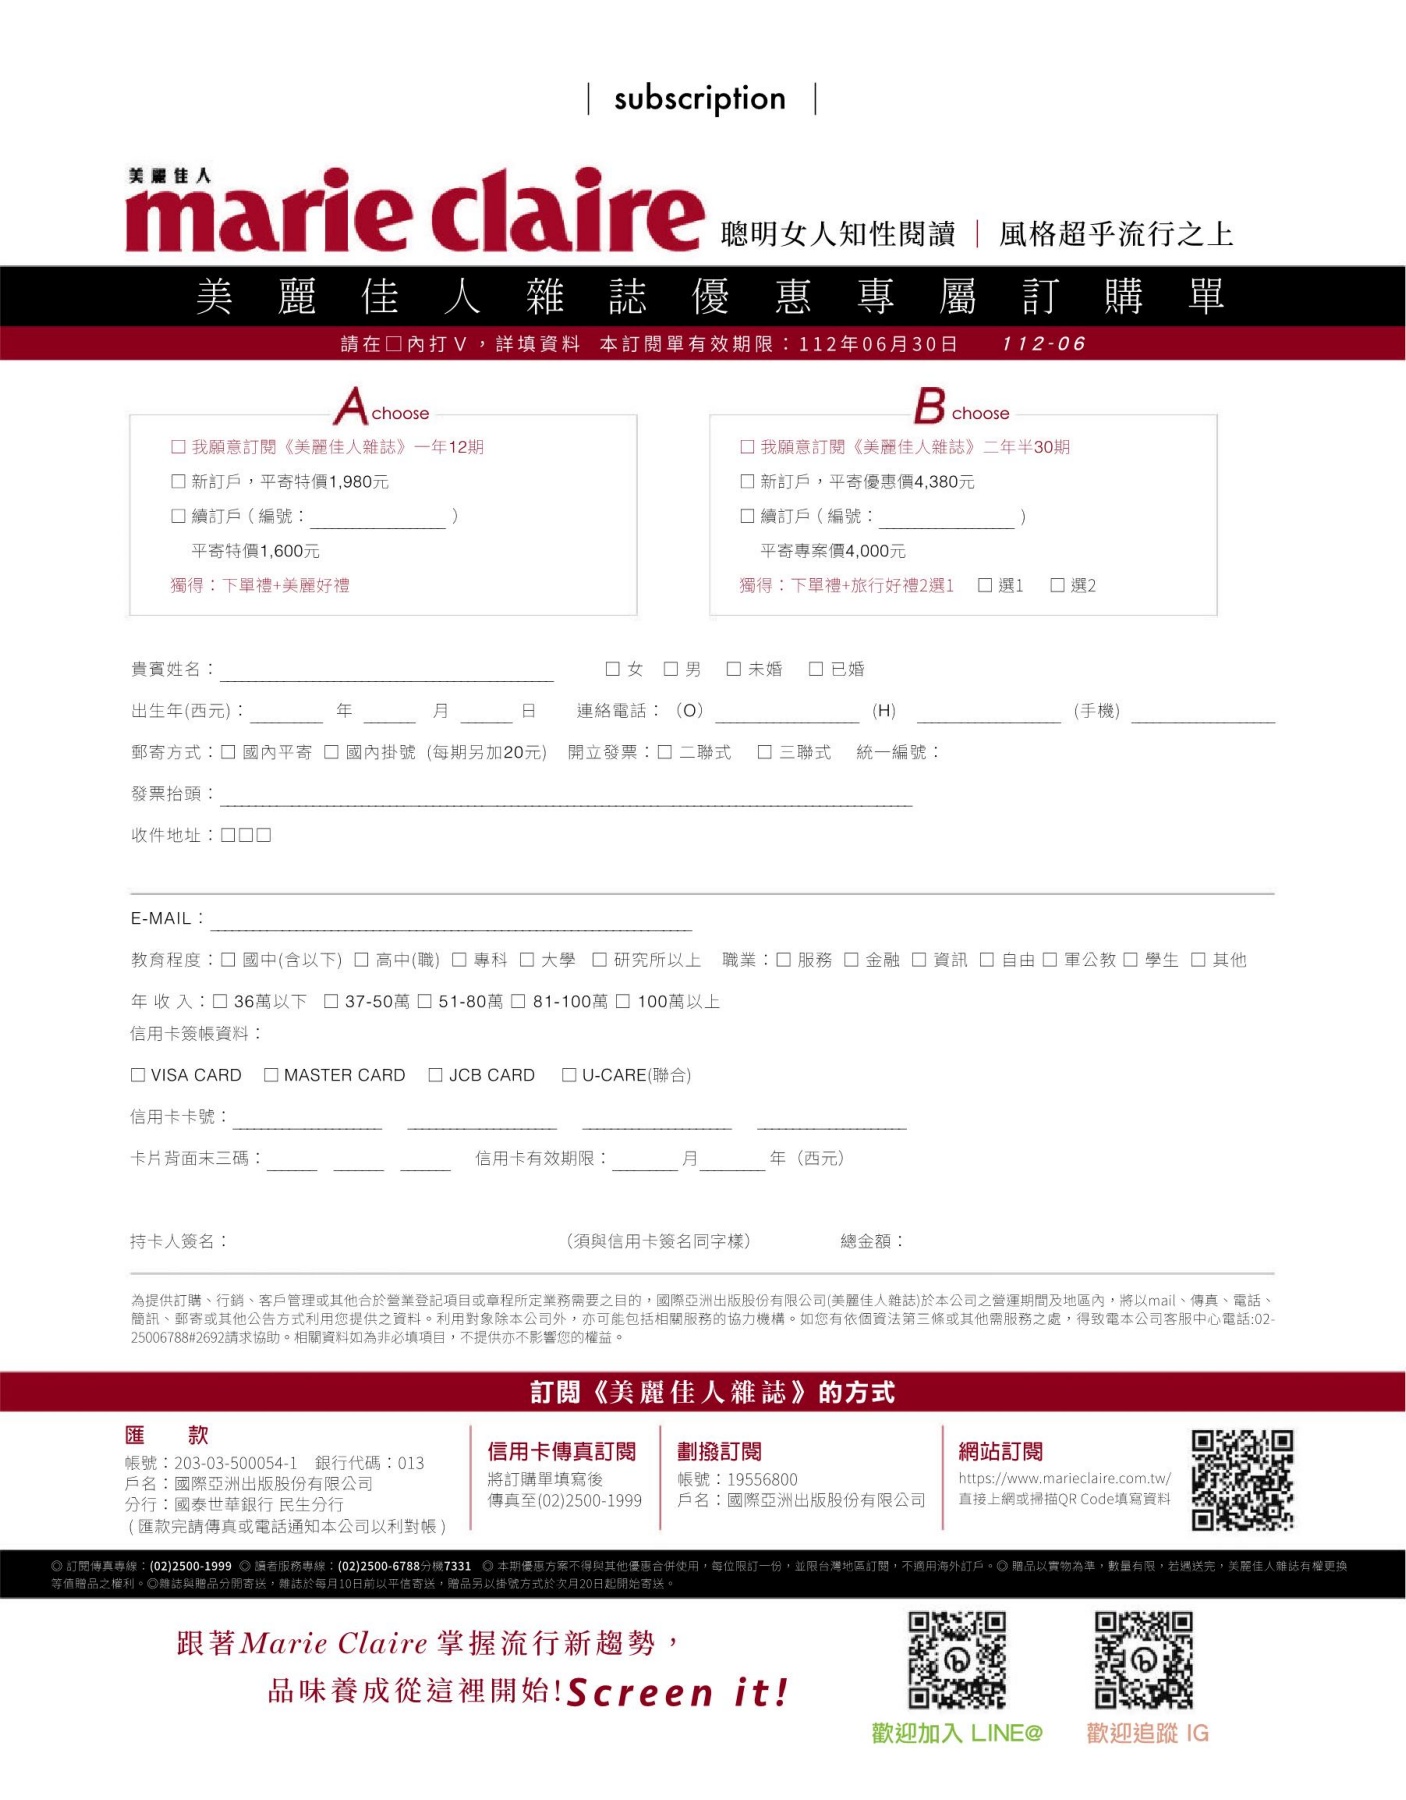 subscription
美麗佳人
marie claire 聰明女人知性閱讀 | 風格超乎流行之上
美麗佳人雜誌優惠專屬訂購單
請在□內打V，詳填資料 本訂閱單有效期限：112年06月30日 112-06
A choose
□ 我願意訂閱《美麗佳人雜誌》一年12期
□ 新訂戶，平寄特價1,980元
□ 續訂戶（編號：________________）
平寄特價1,600元
獨得：下單禮+美麗好禮
B choose
□ 我願意訂閱《美麗佳人雜誌》二年半30期
□ 新訂戶，平寄優惠價4,380元
□ 續訂戶（編號：________________)
平寄專案價4,000元
獨得：下單禮+旅行好禮2選1 □ 選1 □ 選2
貴賓姓名：________________ □ 女 □ 男 □ 未婚 □ 已婚
出生年(西元)：________ 年 ______ 月 ______ 日 連絡電話：（O）________________ (H) ________________ (手機) ________________
郵寄方式：□ 國內平寄 □ 國內掛號 (每期另加20元) 開立發票：□ 二聯式 □ 三聯式 統一編號：
發票抬頭：________________
收件地址：□□□
E-MAIL：________________
教育程度：□ 國中(含以下) □ 高中(職) □ 專科 □ 大學 □ 研究所以上 職業：□ 服務 □ 金融 □ 資訊 □ 自由 □ 軍公教 □ 學生 □ 其他
年 收 入：□ 36萬以下 □ 37-50萬 □ 51-80萬 □ 81-100萬 □ 100萬以上
信用卡簽帳資料：
□ VISA CARD □ MASTER CARD □ JCB CARD □ U-CARE(聯合)
信用卡卡號：________________ ________________ ________________ ________________
卡片背面末三碼：______ ______ ______ 信用卡有效期限：________ 月________ 年（西元）
持卡人簽名： （須與信用卡簽名同字樣） 總金額：
為提供訂購、行銷、客戶管理或其他合於營業登記項目或章程所定業務需要之目的，國際亞洲出版股份有限公司(美麗佳人雜誌)於本公司之營運期間及地區內，將以mail、傳真、電話、
簡訊、郵寄或其他公告方式利用您提供之資料。利用對象除本公司外，亦可能包括相關服務的協力機構。如您有依個資法第三條或其他需服務之處，得致電本公司客服中心電話:02-
25006788#2692請求協助。相關資料如為非必填項目，不提供亦不影響您的權益。
訂閱《美麗佳人雜誌》的方式
匯 款
帳號：203-03-500054-1 銀行代碼：013
戶名：國際亞洲出版股份有限公司
分行：國泰世華銀行 民生分行
( 匯款完請傳真或電話通知本公司以利對帳 )
信用卡傳真訂閱
將訂購單填寫後
傳真至(02)2500-1999
劃撥訂閱
帳號：19556800
戶名：國際亞洲出版股份有限公司
網站訂閱
https://www.marieclaire.com.tw/
直接上網或掃描QR Code填寫資料
◎ 訂閱傳真專線：(02)2500-1999 ◎ 讀者服務專線：(02)2500-6788分機7331 ◎ 本期優惠方案不得與其他優惠合併使用，每位限訂一份，並限台灣地區訂閱，不適用海外訂戶。◎ 贈品以實物為準，數量有限，若遇送完，美麗佳人雜誌有權更換
等值贈品之權利。◎雜誌與贈品分開寄送，雜誌於每月10日前以平信寄送，贈品另以掛號方式於次月20日起開始寄送。
跟著Marie Claire 掌握流行新趨勢，
品味養成從這裡開始!Screen it!
歡迎加入 LINE@
歡迎追蹤 IG